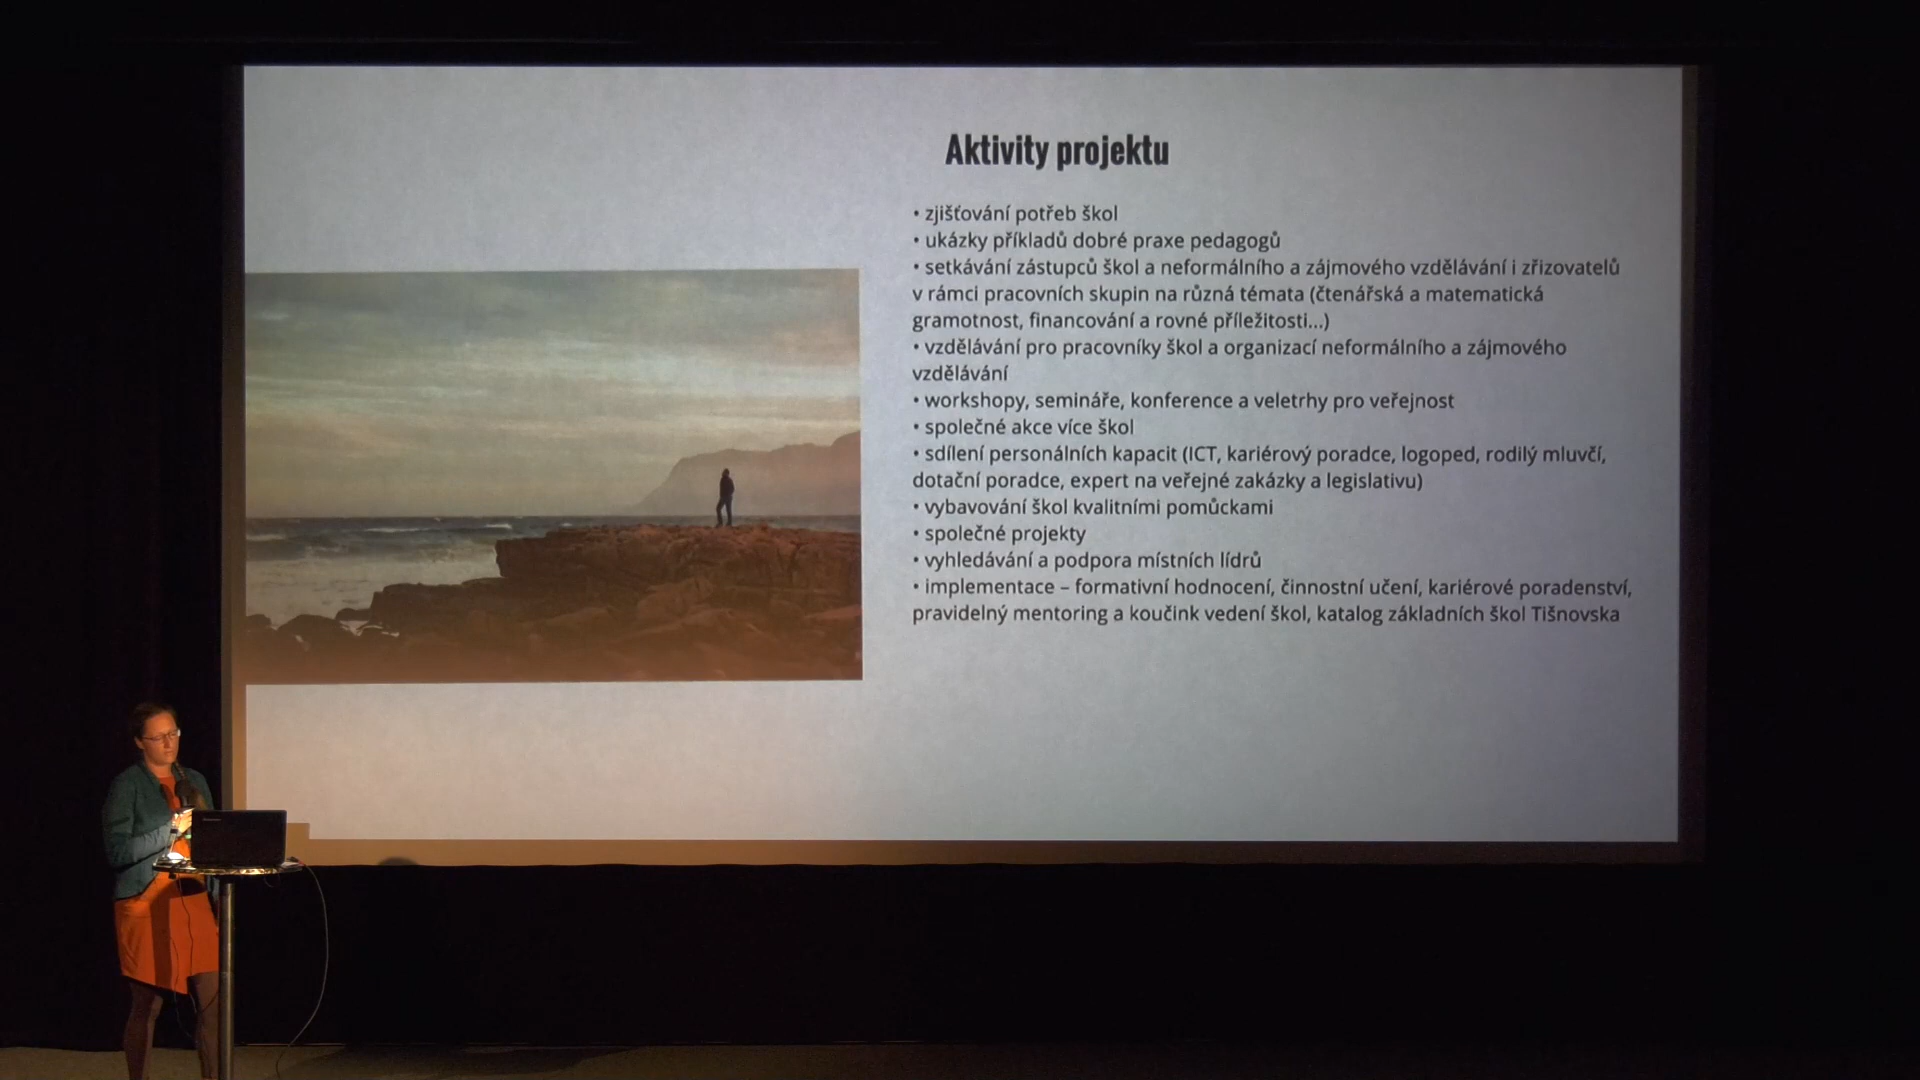 Aktivity projektu
• zjišťování potřeb škol
• ukázky příkladů dobré praxe pedagogů
• setkávání zástupců škol a neformálního a zájmového vzdělávání i zřizovatelů
v rámci pracovních skupin na různá témata (čtenářská a matematická
gramotnost, financování a rovné příležitosti...)
• vzdělávání pro pracovníky škol a organizací neformálního a zájmového
vzdělávání
• workshopy, semináře, konference a veletrhy pro veřejnost
• společné akce více škol
• sdílení personálních kapacit (ICT, kariérový poradce, logoped, rodilý mluvčí,
dotační poradce, expert na veřejné zakázky a legislativu)
• vybavování škol kvalitními pomůckami
• společné projekty
• vyhledávání a podpora místních lídrů
• implementace – formativní hodnocení, činnostní učení, kariérové poradenství,
pravidelný mentoring a koučink vedení škol, katalog základních škol Tišnovska